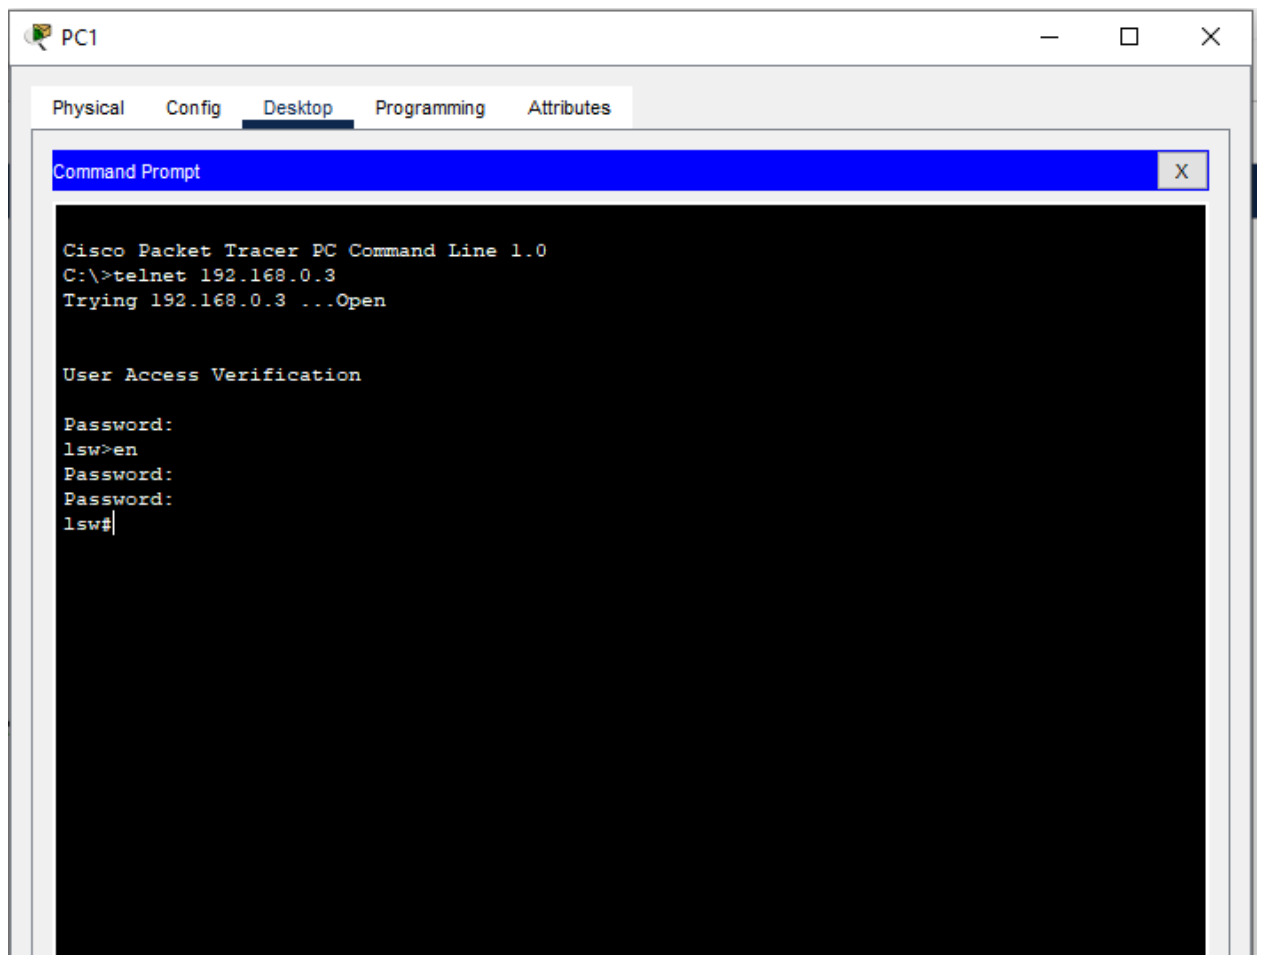 PC1
Physical Config Desktop Programming Attributes
Command Prompt X
Cisco Packet Tracer PC Command Line 1.0
C:\>telnet 192.168.0.3
Trying 192.168.0.3 ...Open
User Access Verification
Password:
lsw>en
Password:
Password:
lsw#